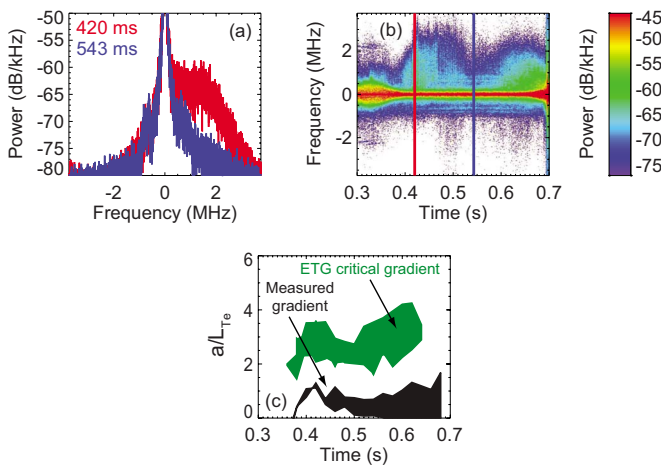 420 ms
543 ms
(a)
-50
-55
-60
-65
-70
-75
-80
Power (dB/kHz)
-2 0 2
Frequency (MHz)
(b)
2
0
-2
Frequency (MHz)
0.3 0.4 0.5 0.6 0.7
Time (s)
Power (dB/kHz)
-45
-50
-55
-60
-65
-70
-75
ETG critical gradient
Measured
gradient
(c)
6
4
2
0
a/LTe
0.3 0.4 0.5 0.6 0.7
Time (s)